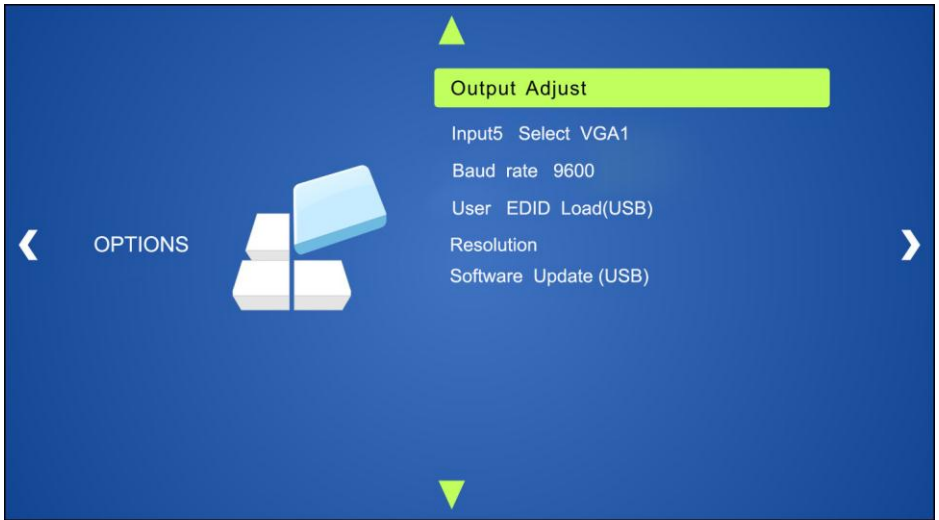 Output Adjust
Input5 Select VGA1
Baud rate 9600
User EDID Load(USB)
OPTIONS
Resolution
Software Update (USB)